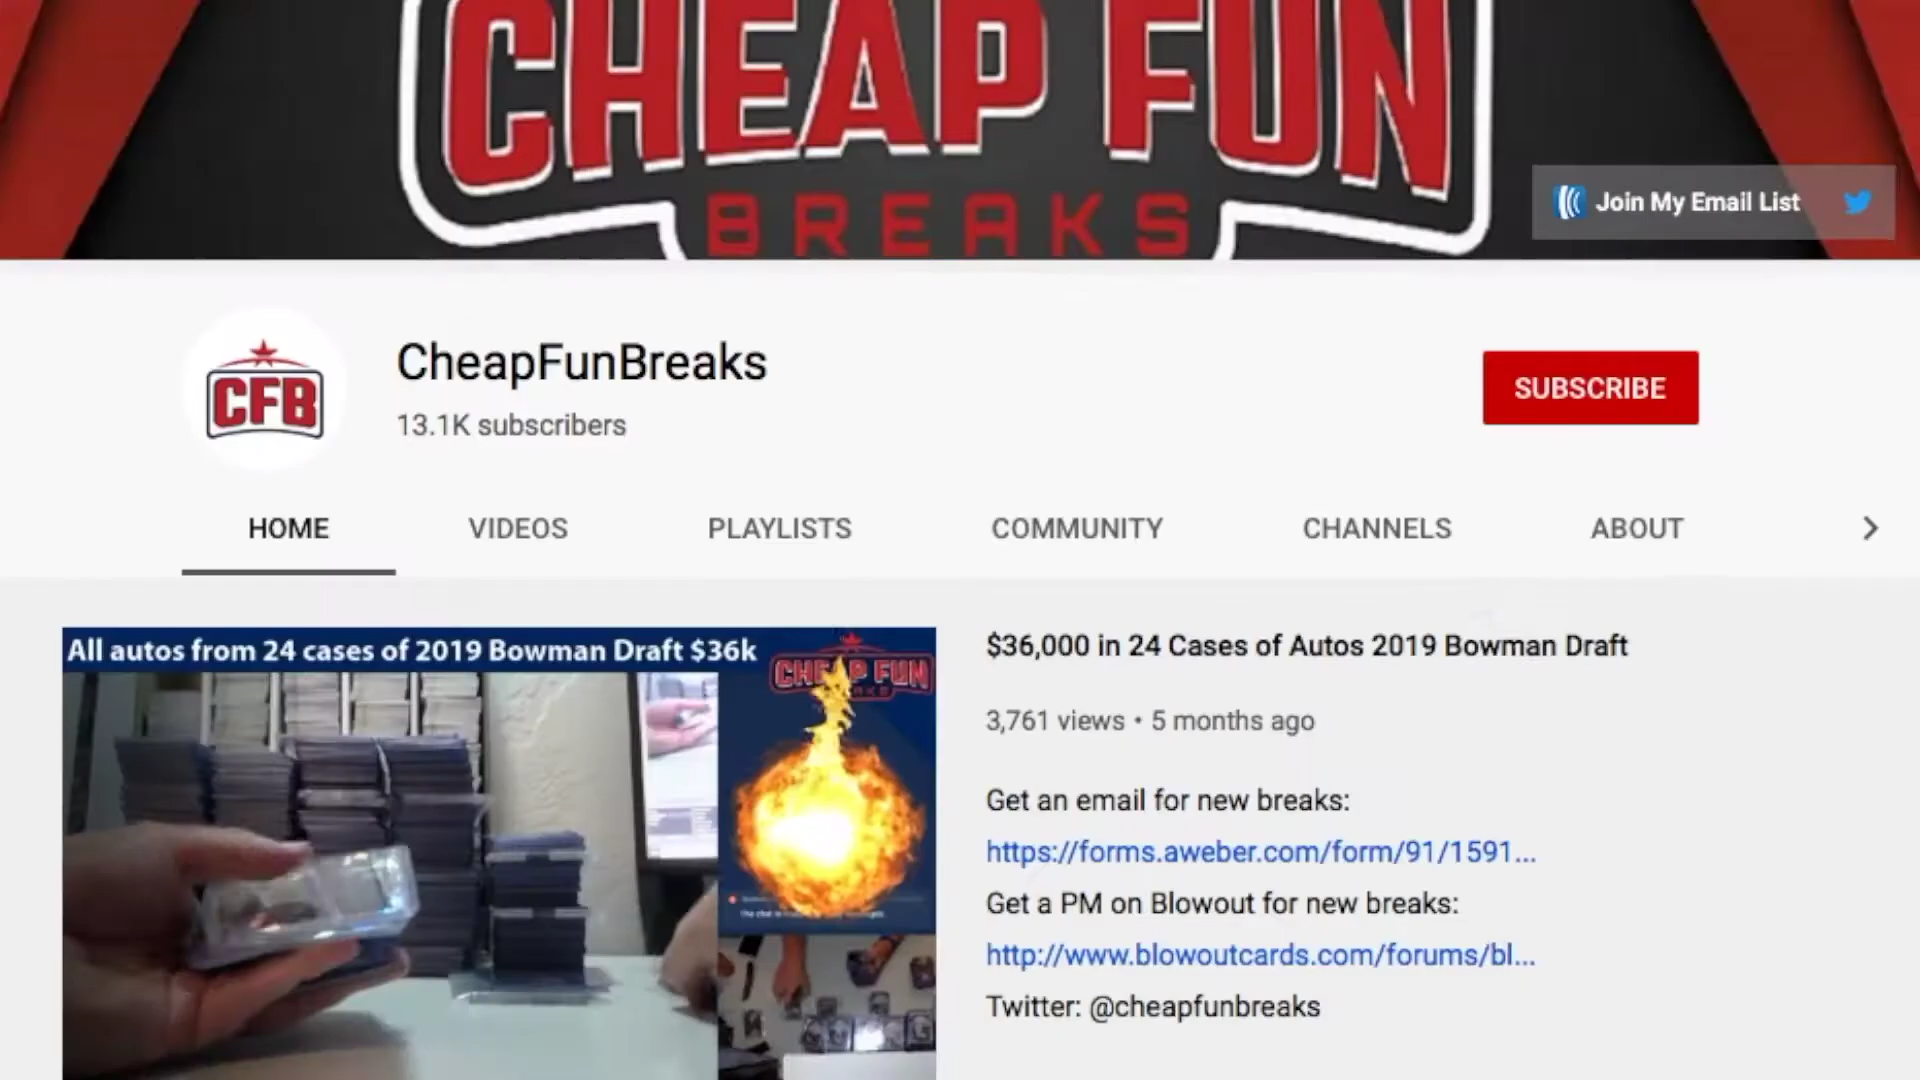 CHEAP FUN
BREAKS
Join My Email List
CFB
CheapFunBreaks
13.1K subscribers
SUBSCRIBE
HOME
VIDEOS
PLAYLISTS
COMMUNITY
CHANNELS
ABOUT
All autos from 24 cases of 2019 Bowman Draft $36k
CHEAP FUN
$36,000 in 24 Cases of Autos 2019 Bowman Draft
3,761 views • 5 months ago
Get an email for new breaks:
https://forms.aweber.com/form/91/1591...
Get a PM on Blowout for new breaks:
http://www.blowoutcards.com/forums/bl...
Twitter: @cheapfunbreaks